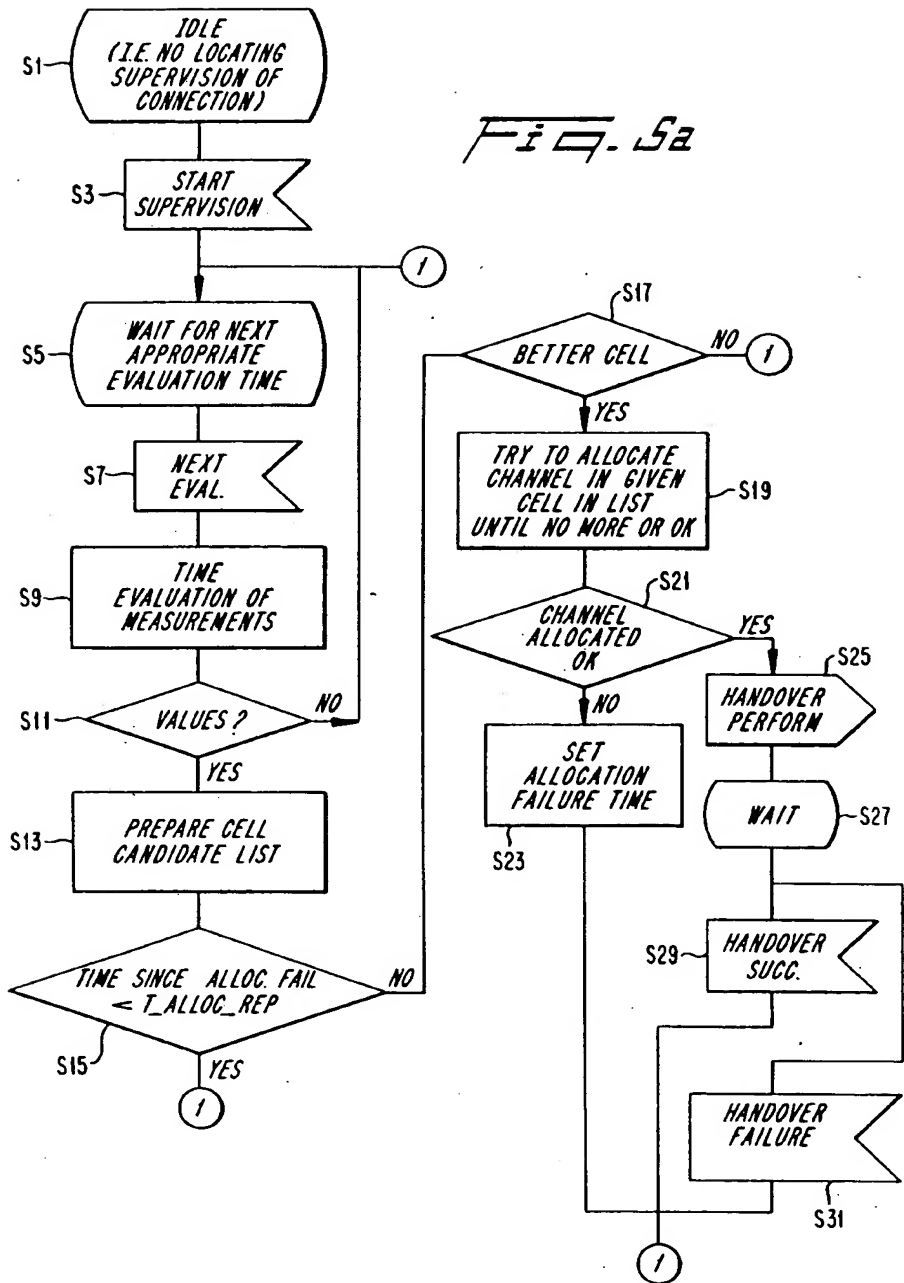 Fig. 5a
S1
IDLE
(I.E. NO LOCATING
SUPERVISION OF
CONNECTION)
S3
START
SUPERVISION
1
S5
WAIT FOR NEXT
APPROPRIATE
EVALUATION TIME
S7
NEXT
EVAL.
S9
TIME
EVALUATION OF
MEASUREMENTS
S11
VALUES?
NO
YES
S13
PREPARE CELL
CANDIDATE LIST
TIME SINCE ALLOC. FAIL
< T_ALLOC_REP
NO
S15
YES
1
S17
BETTER CELL
NO
1
YES
TRY TO ALLOCATE
CHANNEL IN GIVEN
CELL IN LIST
UNTIL NO MORE OR OK
S19
S21
CHANNEL
ALLOCATED
OK
YES
NO
SET
ALLOCATION
FAILURE TIME
S23
S25
HANDOVER
PERFORM
WAIT
S27
S29
HANDOVER
SUCC.
HANDOVER
FAILURE
S31
1